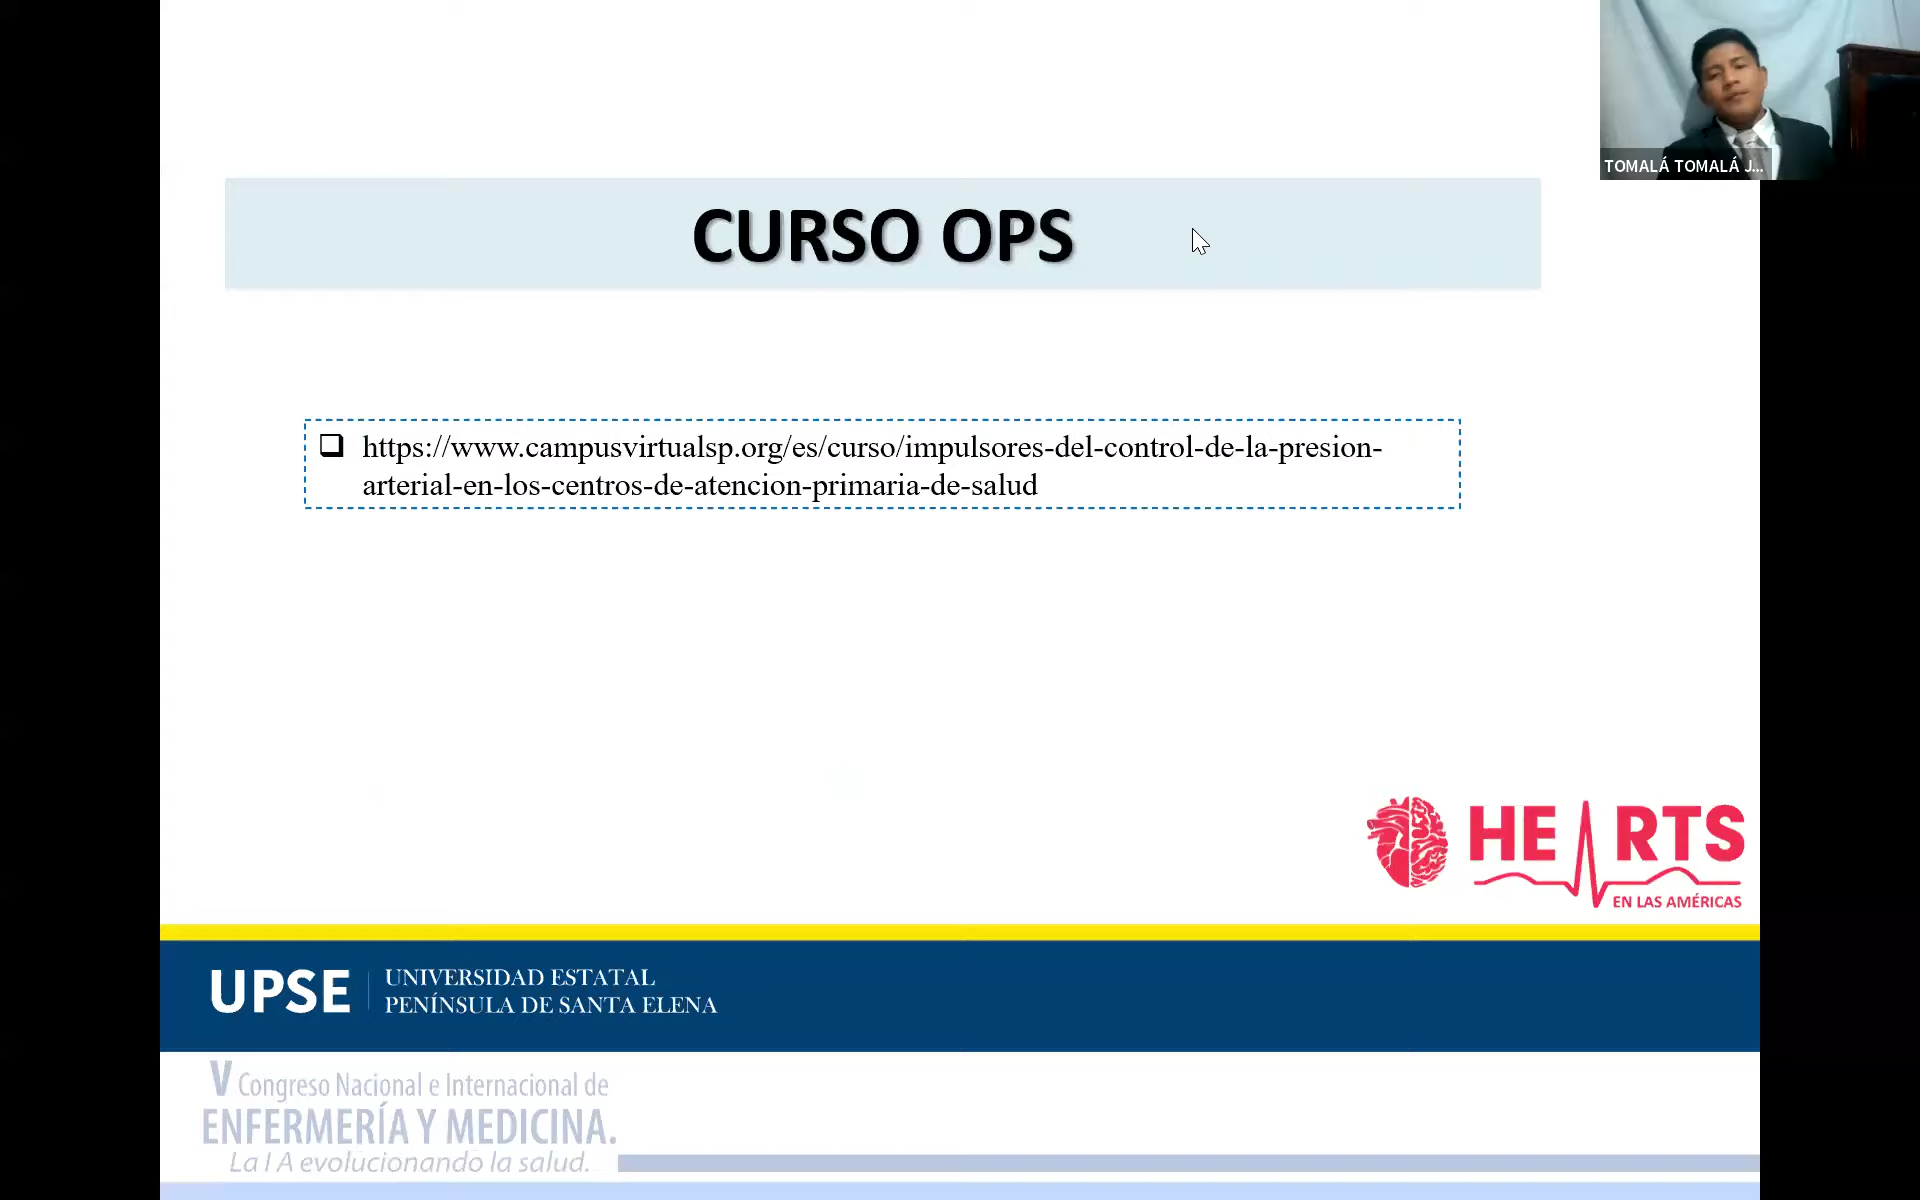 TOMALÁ TOMALÁ J...
CURSO OPS
https://www.campusvirtualsp.org/es/curso/impulsores-del-control-de-la-presion-
arterial-en-los-centros-de-atencion-primaria-de-salud
HEARTS
EN LAS AMÉRICAS
UPSE
UNIVERSIDAD ESTATAL
PENÍNSULA DE SANTA ELENA
V Congreso Nacional e Internacional de
ENFERMERÍA Y MEDICINA.
La IA evolucionando la salud.